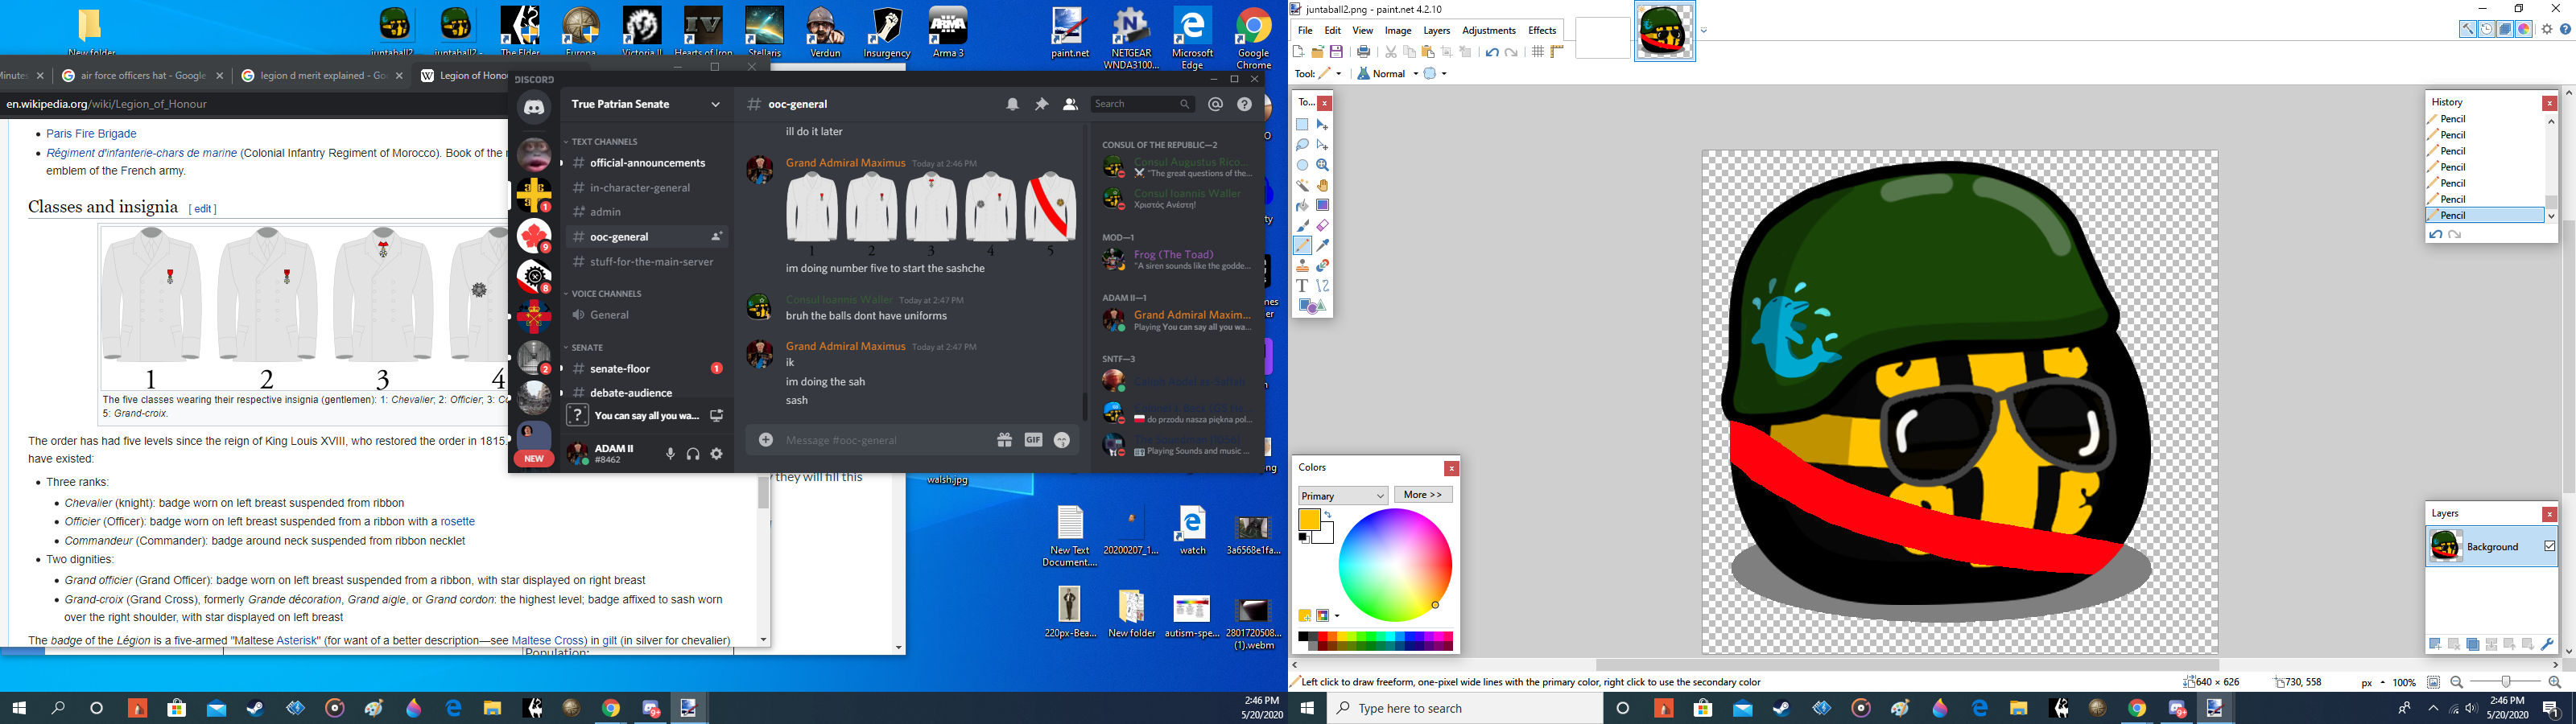 New folder
juntaball2
juntaball2 -
The Elder
Europa
Victoria II
Hearts of Iron
Stellaris
Verdun
Insurgency
Arma 3
paint.net
NETGEAR
WNDA3100...
Microsoft
Edge
Google
Chrome
Minutes
air force officers hat - Google
legion d merit explained - Goo
Legion of Hono
en.wikipedia.org/wiki/Legion_of_Honour
Paris Fire Brigade
Régiment d'infanterie-chars de marine (Colonial Infantry Regiment of Morocco). Book of the
emblem of the French army.
Classes and insignia [ edit ]
1 2 3 4
The five classes wearing their respective insignia (gentlemen): 1: Chevalier; 2: Officier; 3: Co
5: Grand-croix.
The order has had five levels since the reign of King Louis XVIII, who restored the order in 1815.
have existed:
Three ranks:
Chevalier (knight): badge worn on left breast suspended from ribbon
Officier (Officer): badge worn on left breast suspended from a ribbon with a rosette
Commandeur (Commander): badge around neck suspended from ribbon necklet
Two dignities:
Grand officier (Grand Officer): badge worn on left breast suspended from a ribbon, with star displayed on right breast
Grand-croix (Grand Cross), formerly Grande décoration, Grand aigle, or Grand cordon: the highest level; badge affixed to sash worn
over the right shoulder, with star displayed on left breast
The badge of the Légion is a five-armed "Maltese Asterisk" (for want of a better description—see Maltese Cross) in gilt (in silver for chevalier)
Population:
they will fill this
DISCORD
1
9
8
2
NEW
True Patrian Senate
TEXT CHANNELS
official-announcements
in-character-general
admin
ooc-general
stuff-for-the-main-server
VOICE CHANNELS
General
SENATE
senate-floor 1
debate-audience
You can say all you wa...
ADAM II
#8462
# ooc-general
Search
ill do it later
Grand Admiral Maximus Today at 2:46 PM
1 2 3 4 5
im doing number five to start the sashche
Consul Ioannis Waller Today at 2:47 PM
bruh the balls dont have uniforms
Grand Admiral Maximus Today at 2:47 PM
ik
im doing the sah
sash
Message #ooc-general
GIF
CONSUL OF THE REPUBLIC—2
Consul Augustus Rico...
"The great questions of the...
Consul Ioannis Waller
Χριστός Ανέστη!
MOD—1
Frog (The Toad)
"A siren sounds like the godde...
ADAM II—1
Grand Admiral Maxim...
Playing You can say all you wa...
SNTF—3
do przodu nasza piękna pol...
Playing Sounds and music ...
walsh.jpg
New Text
Document....
20200207_1...
watch
3a6568e1fa...
220px-Bea...
New folder
autism-spe...
2801720508...
(1).webm
2:46 PM
5/20/2020
juntaball2.png - paint.net 4.2.10
File Edit View Image Layers Adjustments Effects
Tool: Normal
To...
History
Pencil
Pencil
Pencil
Pencil
Pencil
Pencil
Pencil
Colors
Primary
More >>
Layers
Background
Left click to draw freeform, one-pixel wide lines with the primary color, right click to use the secondary color
640 × 626
730, 558
px
100%
Type here to search
2:46 PM
5/20/2020